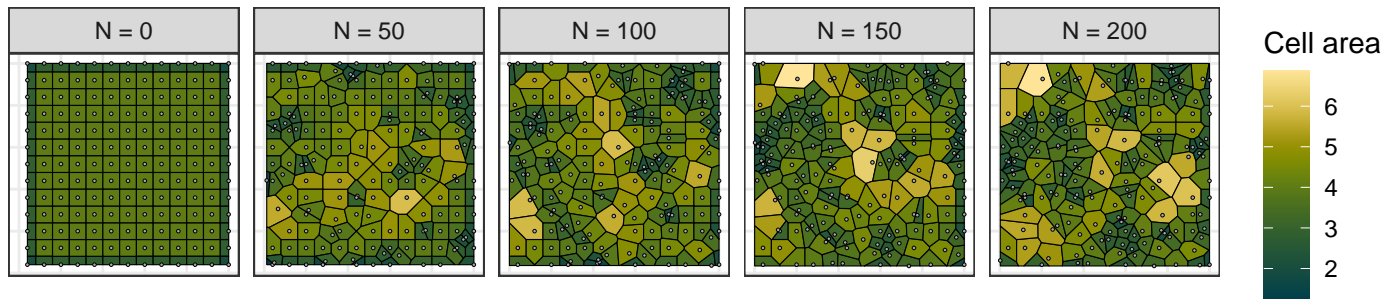 N = 0
N = 50
N = 100
N = 150
N = 200
Cell area
6
5
4
3
2